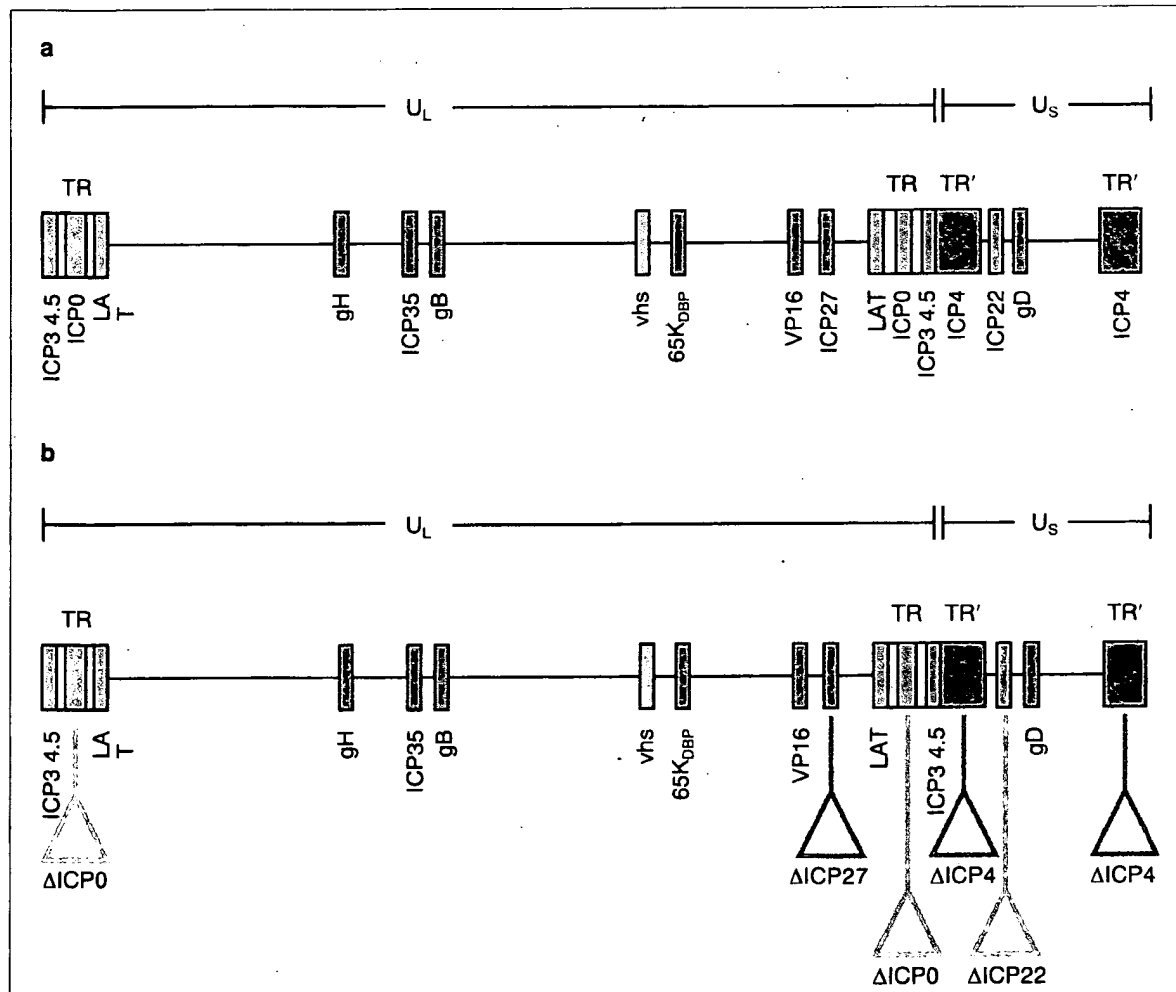 a
U_L U_S
TR TR TR′ TR′
ICP3 4.5 ICP0 LA T gH ICP35 gB vhs 65K_DBP VP16 ICP27 LAT ICP0 ICP3 4.5 ICP4 ICP22 gD ICP4
b
U_L U_S
TR TR TR′ TR′
ICP3 4.5 LA T gH ICP35 gB vhs 65K_DBP VP16 LAT ICP3 4.5 gD
ΔICP0 ΔICP27 ΔICP4 ΔICP4
ΔICP0 ΔICP22